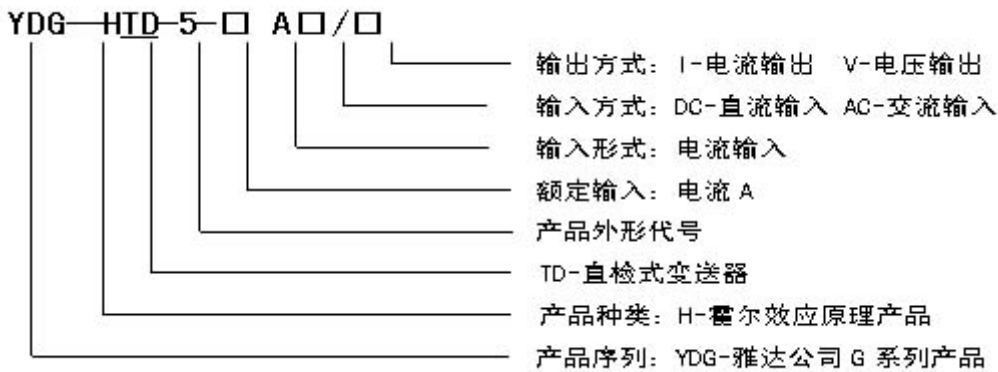 YDG—HTD-5-□ A□/□
输出方式：I-电流输出 V-电压输出
输入方式：DC-直流输入 AC-交流输入
输入形式：电流输入
额定输入：电流 A
产品外形代号
TD-直检式变送器
产品种类：H-霍尔效应原理产品
产品序列：YDG-雅达公司 G 系列产品